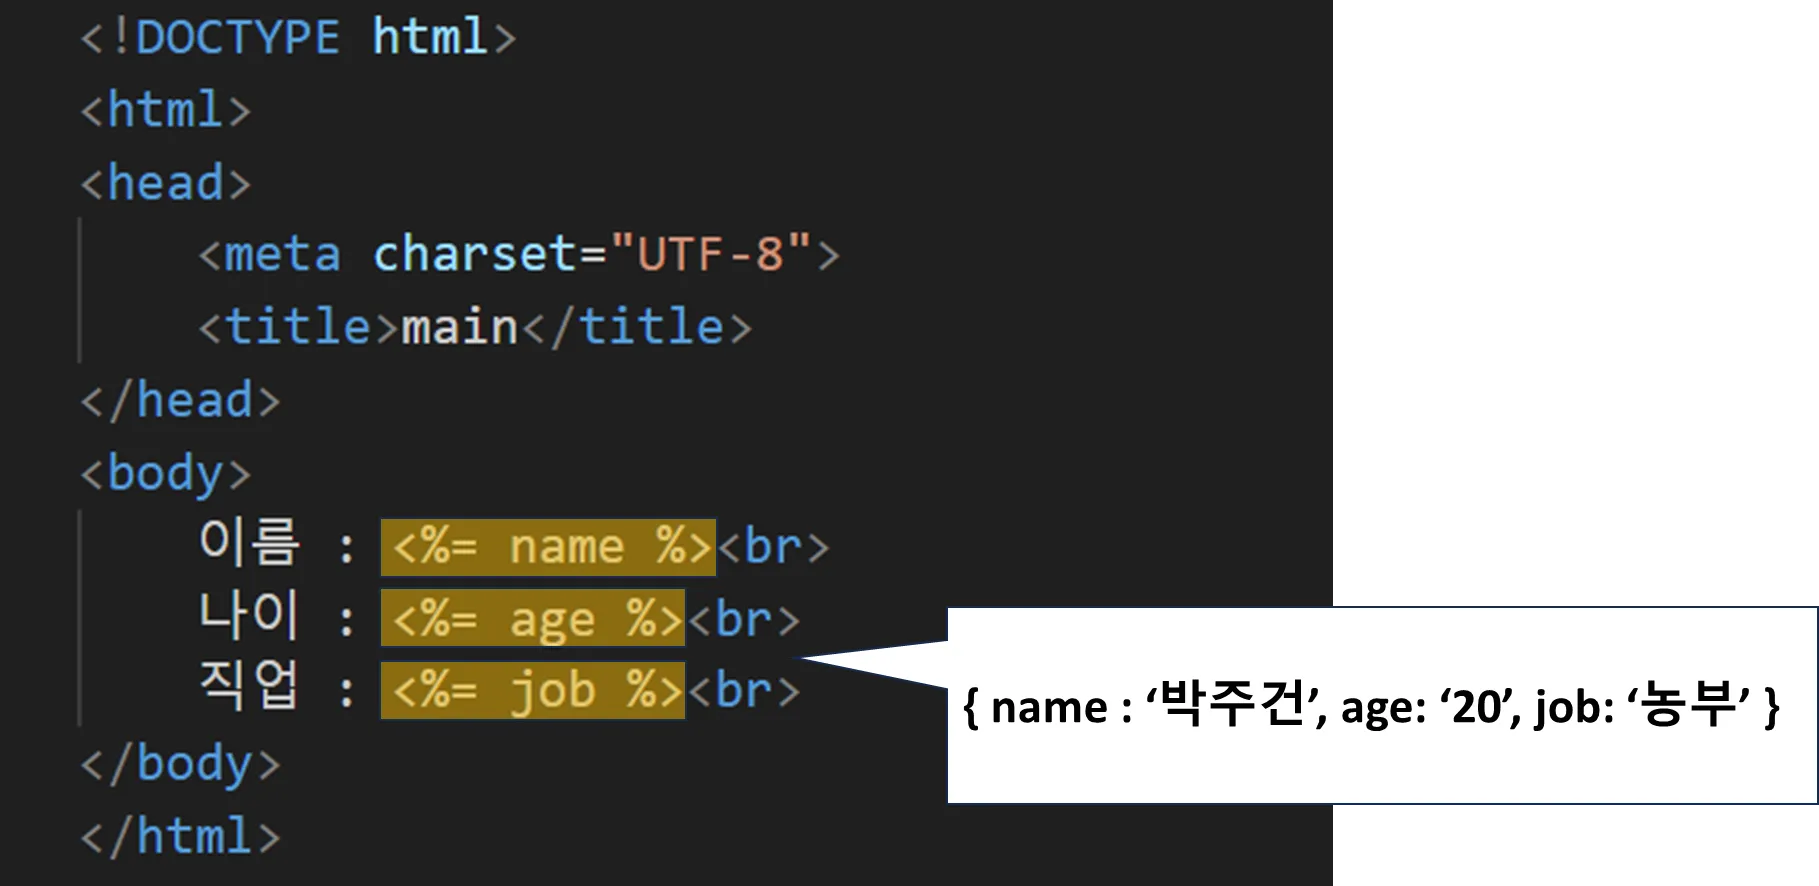 <!DOCTYPE html>
<html>
<head>
<meta charset="UTF-8">
<title>main</title>
</head>
<body>
이름 : <%= name %><br>
나이 : <%= age %><br>
직업 : <%= job %><br>
{ name : ‘박주건’, age: ‘20’, job: ‘농부’ }
</body>
</html>